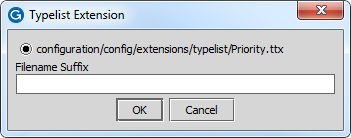 Typelist Extension
configuration/config/extensions/typelist/Priority.ttx
Filename Suffix
OK
Cancel